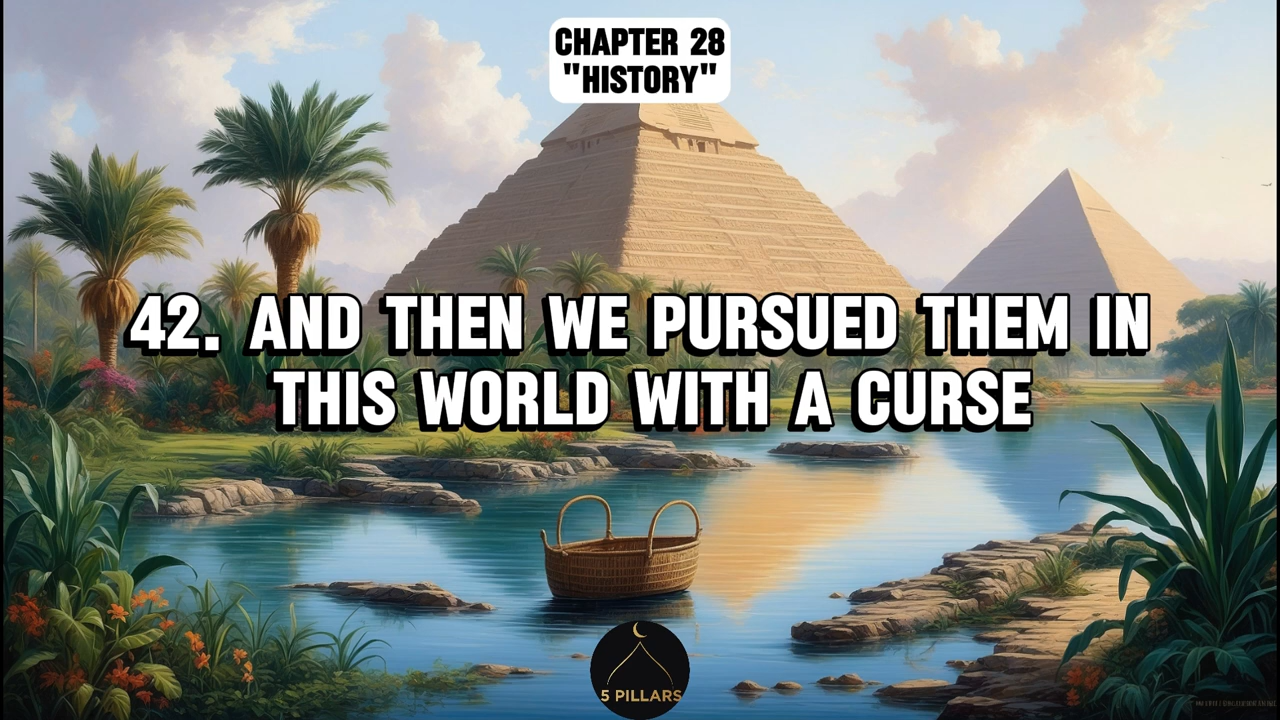 CHAPTER 28
"HISTORY"
42. AND THEN WE PURSUED THEM IN
THIS WORLD WITH A CURSE
5 PILLARS